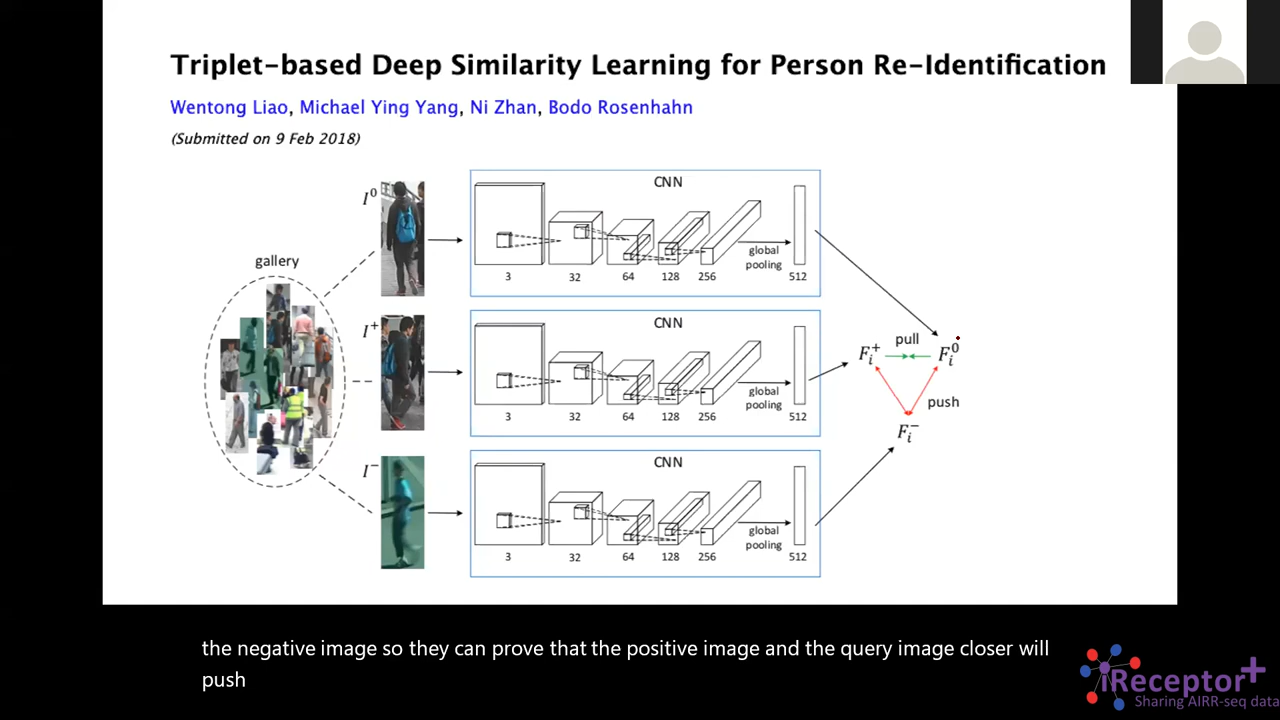 Triplet-based Deep Similarity Learning for Person Re-Identification
Wentong Liao, Michael Ying Yang, Ni Zhan, Bodo Rosenhahn
(Submitted on 9 Feb 2018)
gallery
I⁰
CNN
3 32 64 128 256 global pooling 512
I⁺
CNN
3 32 64 128 256 global pooling 512
I⁻
CNN
3 32 64 128 256 global pooling 512
pull
Fᵢ⁺ Fᵢ⁰
push
Fᵢ⁻
the negative image so they can prove that the positive image and the query image closer will
push
iReceptor+
Sharing AIRR-seq data